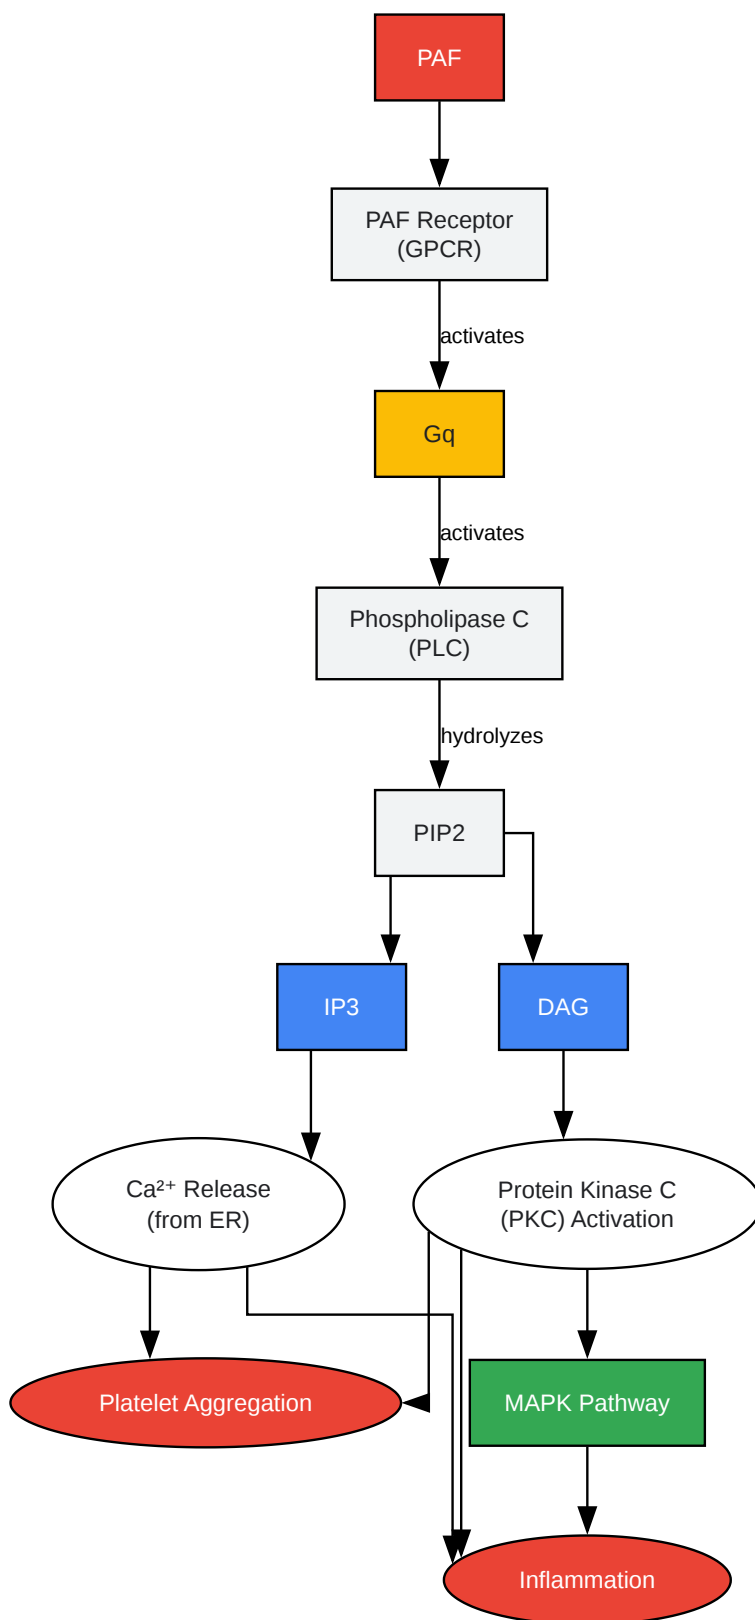 PAF
PAF Receptor
(GPCR)
activates
Gq
activates
Phospholipase C
(PLC)
hydrolyzes
PIP2
IP3
DAG
Ca²⁺ Release
(from ER)
Protein Kinase C
(PKC) Activation
Platelet Aggregation
MAPK Pathway
Inflammation